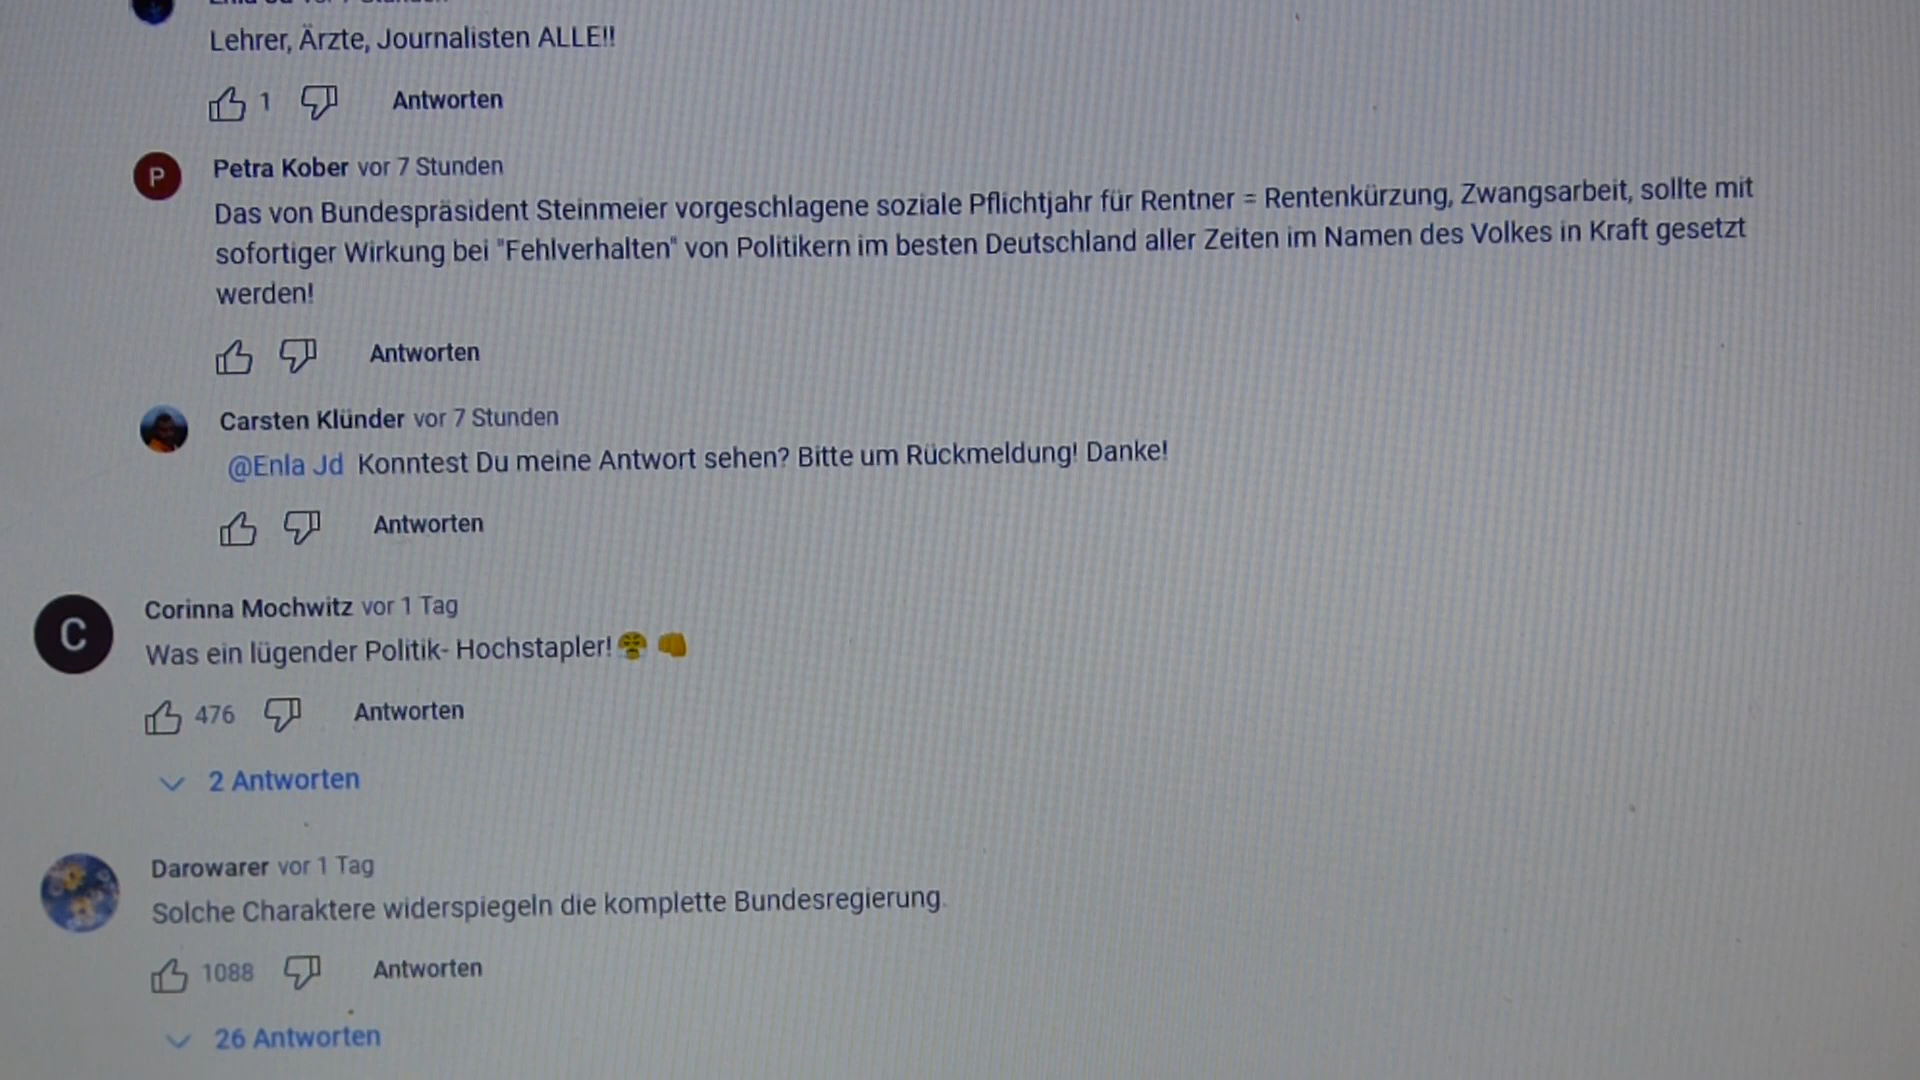 Lehrer, Ärzte, Journalisten ALLE!!
1 Antworten
P
Petra Kober vor 7 Stunden
Das von Bundespräsident Steinmeier vorgeschlagene soziale Pflichtjahr für Rentner = Rentenkürzung, Zwangsarbeit, sollte mit
sofortiger Wirkung bei "Fehlverhalten" von Politikern im besten Deutschland aller Zeiten im Namen des Volkes in Kraft gesetzt
werden!
Antworten
Carsten Klünder vor 7 Stunden
@Enla Jd Konntest Du meine Antwort sehen? Bitte um Rückmeldung! Danke!
Antworten
C
Corinna Mochwitz vor 1 Tag
Was ein lügender Politik- Hochstapler!😤 👊
476 Antworten
2 Antworten
Darowarer vor 1 Tag
Solche Charaktere widerspiegeln die komplette Bundesregierung.
1088 Antworten
26 Antworten